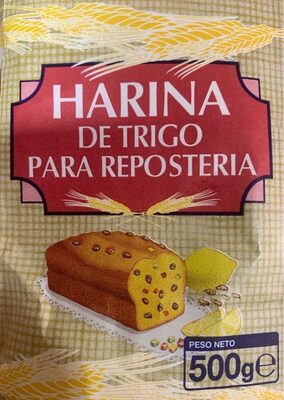 HARINA
DE TRIGO
PARA REPOSTERIA
PESO NETO
500g℮